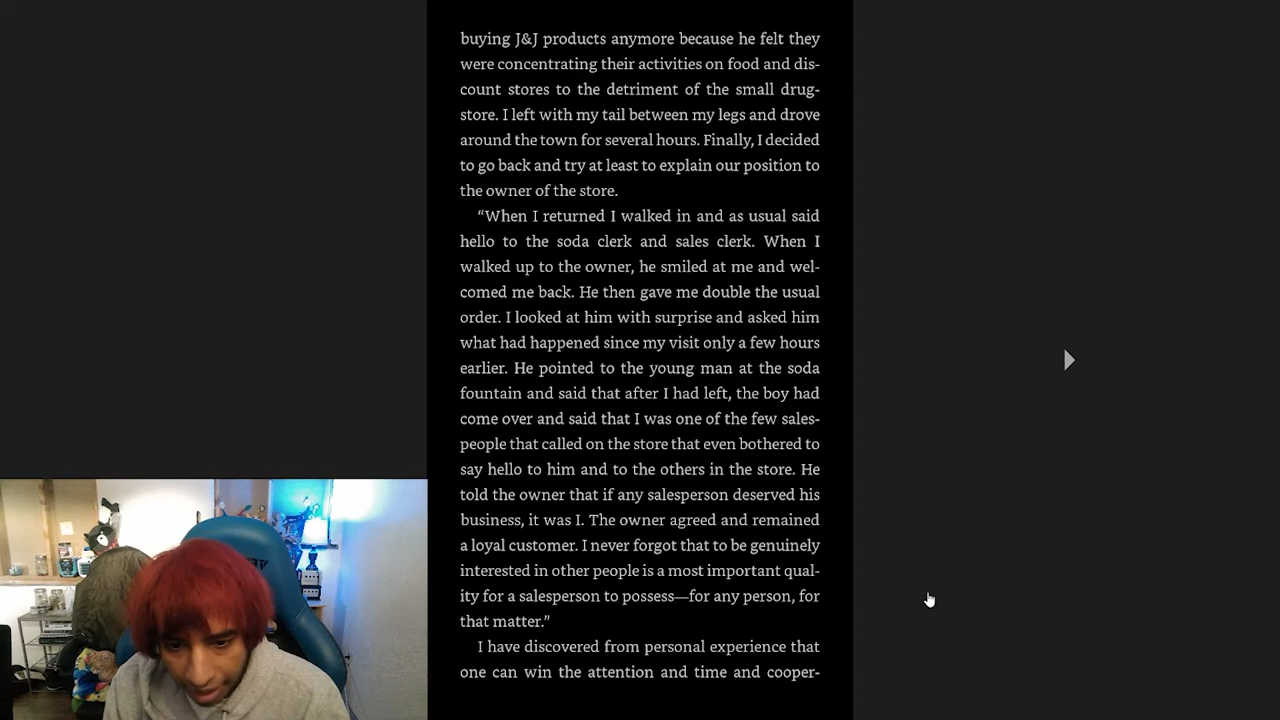 buying J&J products anymore because he felt they
were concentrating their activities on food and dis-
count stores to the detriment of the small drug-
store. I left with my tail between my legs and drove
around the town for several hours. Finally, I decided
to go back and try at least to explain our position to
the owner of the store.
“When I returned I walked in and as usual said
hello to the soda clerk and sales clerk. When I
walked up to the owner, he smiled at me and wel-
comed me back. He then gave me double the usual
order. I looked at him with surprise and asked him
what had happened since my visit only a few hours
earlier. He pointed to the young man at the soda
fountain and said that after I had left, the boy had
come over and said that I was one of the few sales-
people that called on the store that even bothered to
say hello to him and to the others in the store. He
told the owner that if any salesperson deserved his
business, it was I. The owner agreed and remained
a loyal customer. I never forgot that to be genuinely
interested in other people is a most important qual-
ity for a salesperson to possess—for any person, for
that matter.”
I have discovered from personal experience that
one can win the attention and time and cooper-